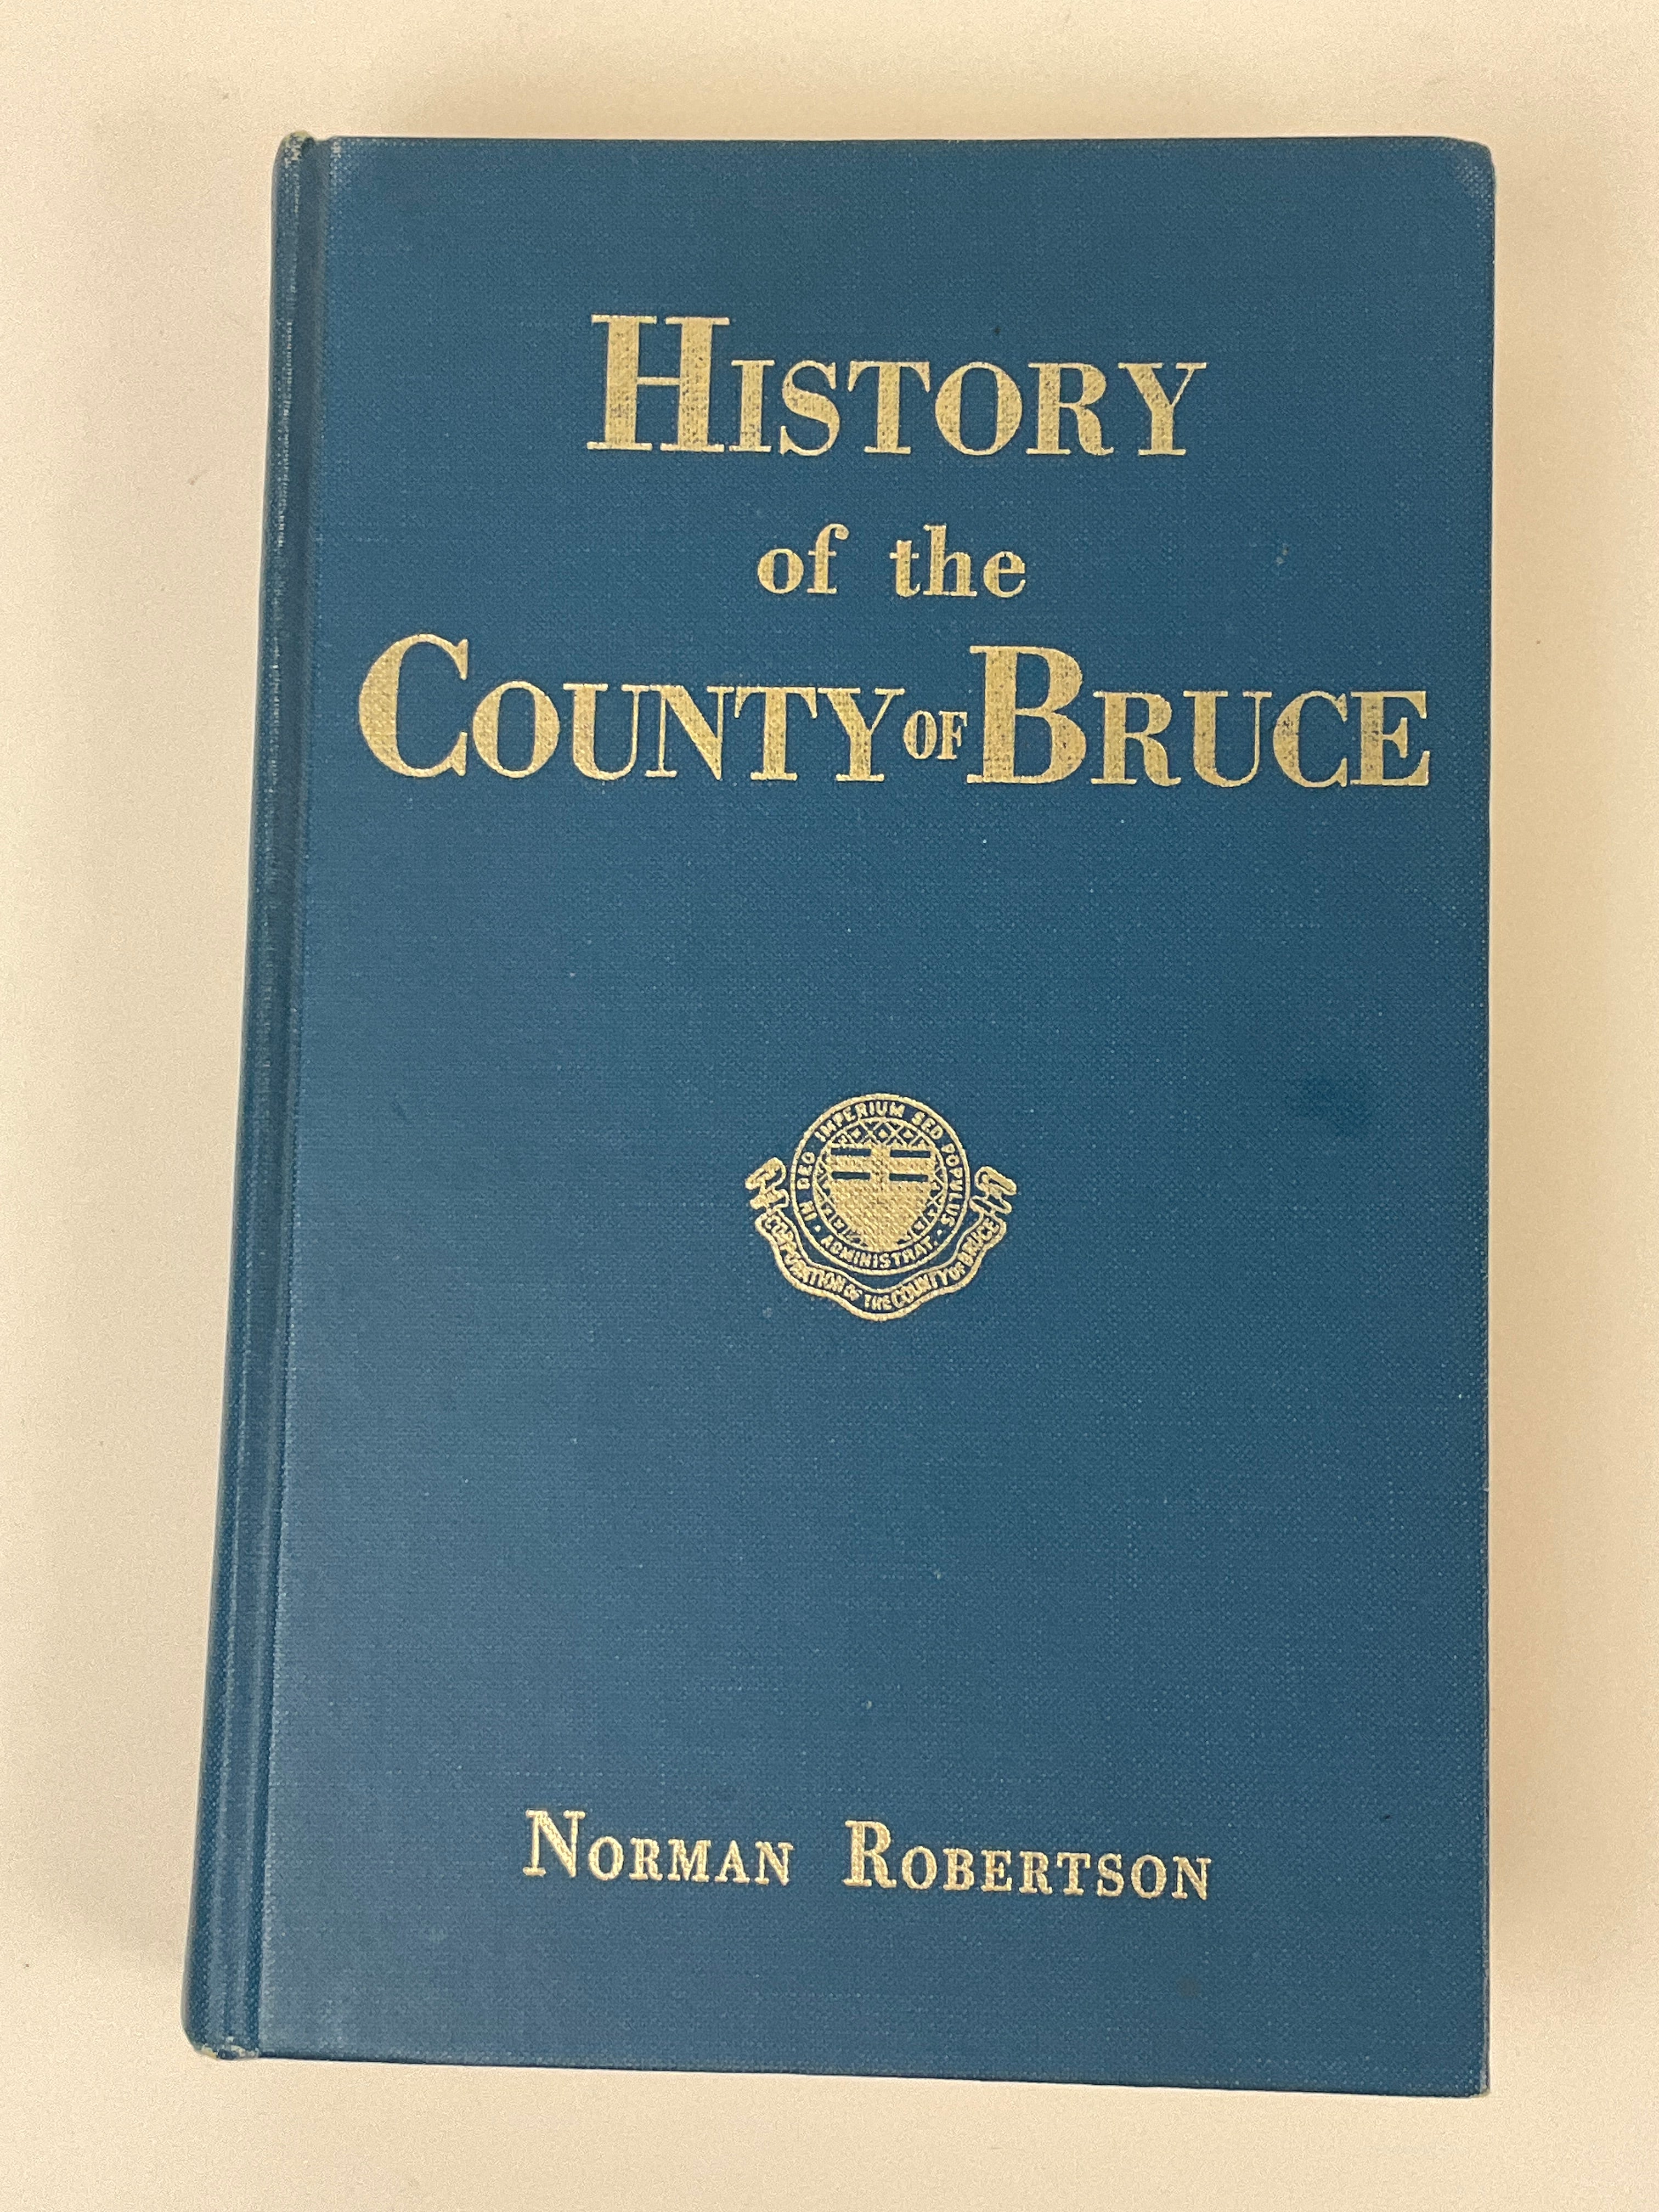 HISTORY
of the
COUNTY OF BRUCE
IN DEO IMPERIUM SED POPVLUS
· ADMINISTRAT. ·
CORPORATION OF THE COUNTY OF BRUCE
NORMAN ROBERTSON